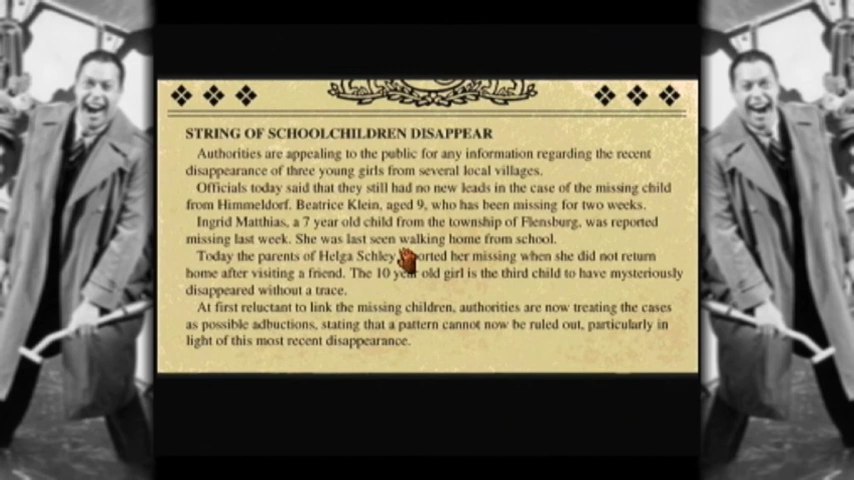 STRING OF SCHOOLCHILDREN DISAPPEAR
Authorities are appealing to the public for any information regarding the recent
disappearance of three young girls from several local villages.
Officials today said that they still had no new leads in the case of the missing child
from Himmeldorf. Beatrice Klein, aged 9, who has been missing for two weeks.
Ingrid Matthias, a 7 year old child from the township of Flensburg, was reported
missing last week. She was last seen walking home from school.
Today the parents of Helga Schley her missing when she did not return
home after visiting a friend. The 10 year old girl is the third child to have mysteriously
disappeared without a trace.
At first reluctant to link the missing children, authorities are now treating the cases
as possible adbuctions, stating that a pattern cannot now be ruled out, particularly in
light of this most recent disappearance.